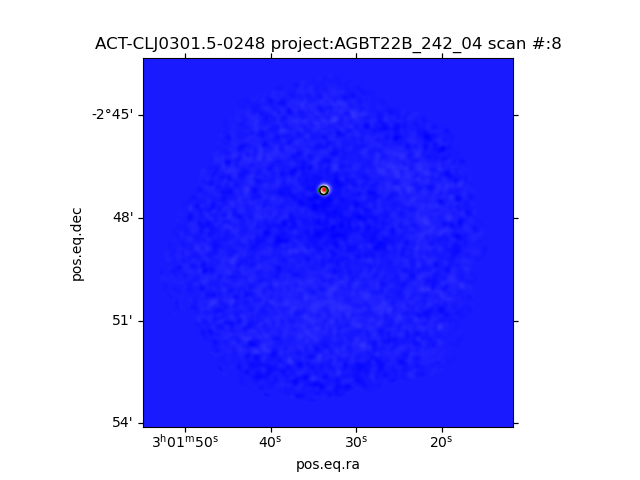 ACT-CLJ0301.5-0248 project:AGBT22B_242_04 scan #:8
-2°45'
48'
51'
54'
pos.eq.dec
3ʰ01ᵐ50ˢ 40ˢ 30ˢ 20ˢ
pos.eq.ra